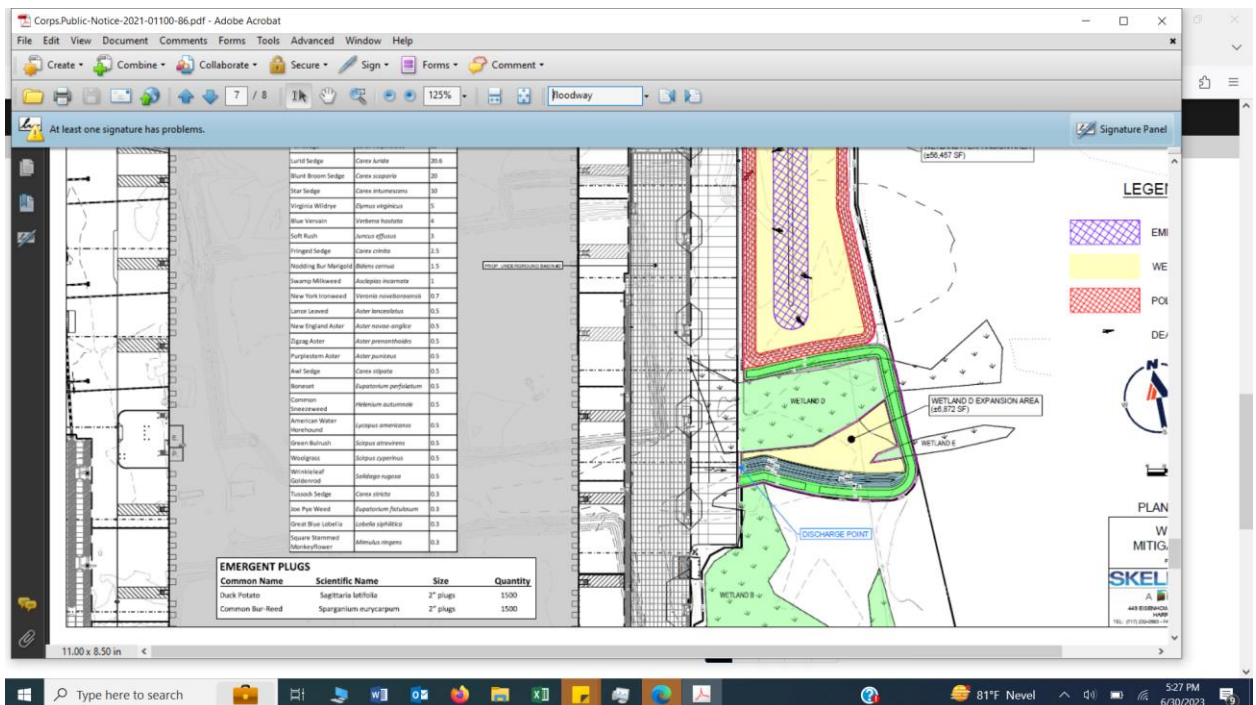 Corps.Public-Notice-2021-01100-86.pdf - Adobe Acrobat
File Edit View Document Comments Forms Tools Advanced Window Help
Create Combine Collaborate Secure Sign Forms Comment
7 / 8 125% floodway
At least one signature has problems. Signature Panel
Lurid Sedge Carex lurida 20.6
Blunt Broom Sedge Carex scoparia 20
Star Sedge Carex intumescens 10
Virginia Wildrye Elymus virginicus 5
Blue Vervain Verbena hastata 4
Soft Rush Juncus effusus 3
Fringed Sedge Carex crinita 2.5
Nodding Bur Marigold Bidens cernua 1.5
Swamp Milkweed Asclepias incarnata 1
New York Ironweed Vernonia noveboracensis 0.7
Lance Leaved Aster lanceolatus 0.5
New England Aster Aster novae-angliae 0.5
Zigzag Aster Aster prenanthoides 0.5
Purplestem Aster Aster puniceus 0.5
Awl Sedge Carex stipata 0.5
Boneset Eupatorium perfoliatum 0.5
Common Sneezeweed Helenium autumnale 0.5
American Water Horehound Lycopus americanus 0.5
Green Bulrush Scirpus atrovirens 0.5
Woolgrass Scirpus cyperinus 0.5
Wrinkleleaf Goldenrod Solidago rugosa 0.5
Tussock Sedge Carex stricta 0.3
Joe Pye Weed Eupatorium fistulosum 0.3
Great Blue Lobelia Lobelia siphilitica 0.3
Square Stemmed Monkeyflower Mimulus ringens 0.3
EMERGENT PLUGS
Common Name Scientific Name Size Quantity
Duck Potato Sagittaria latifolia 2" plugs 1500
Common Bur-Reed Sparganium eurycarpum 2" plugs 1500
(±56,457 SF)
WETLAND D
WETLAND D EXPANSION AREA
(±6,872 SF)
WETLAND E
DISCHARGE POINT
WETLAND B
LEGE
EM
WE
POL
DEA
N
PLAN
W
MITIG
SKEL
A
11.00 x 8.50 in
Type here to search
81°F Nevel
5:27 PM
6/30/2023